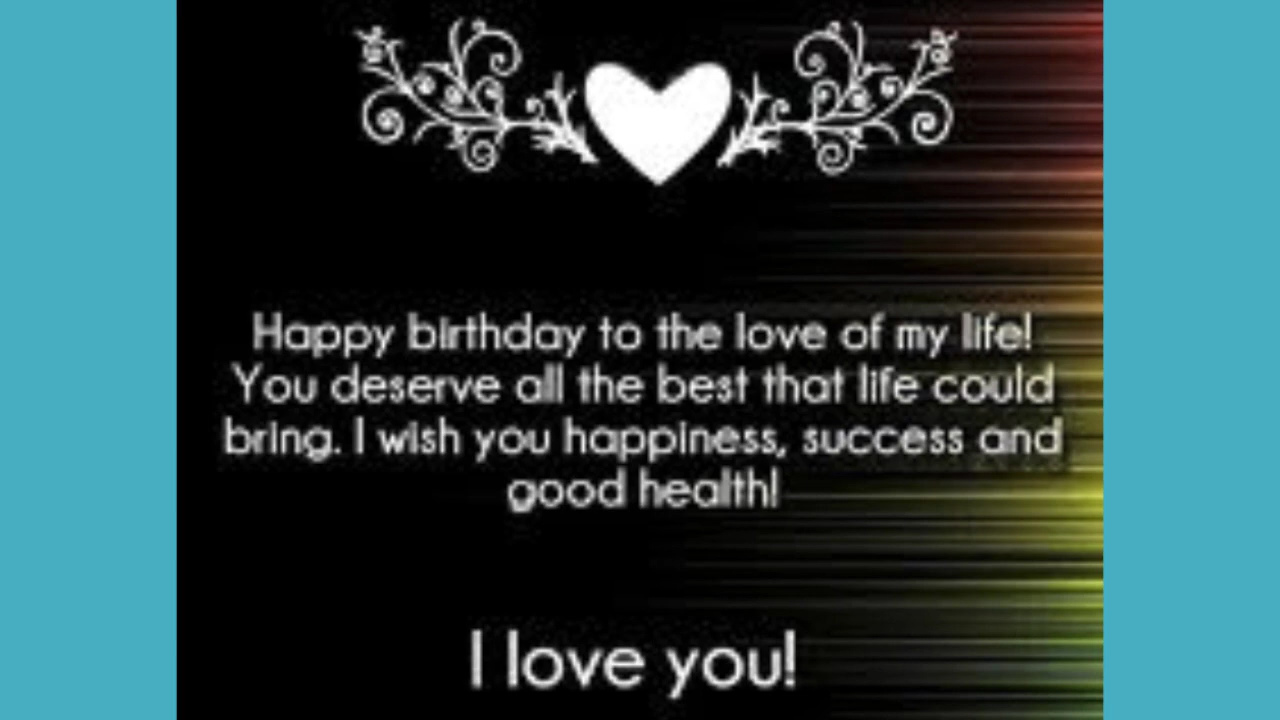 Happy birthday to the love of my life!
You deserve all the best that life could
bring. I wish you happiness, success and
good health!
I love you!